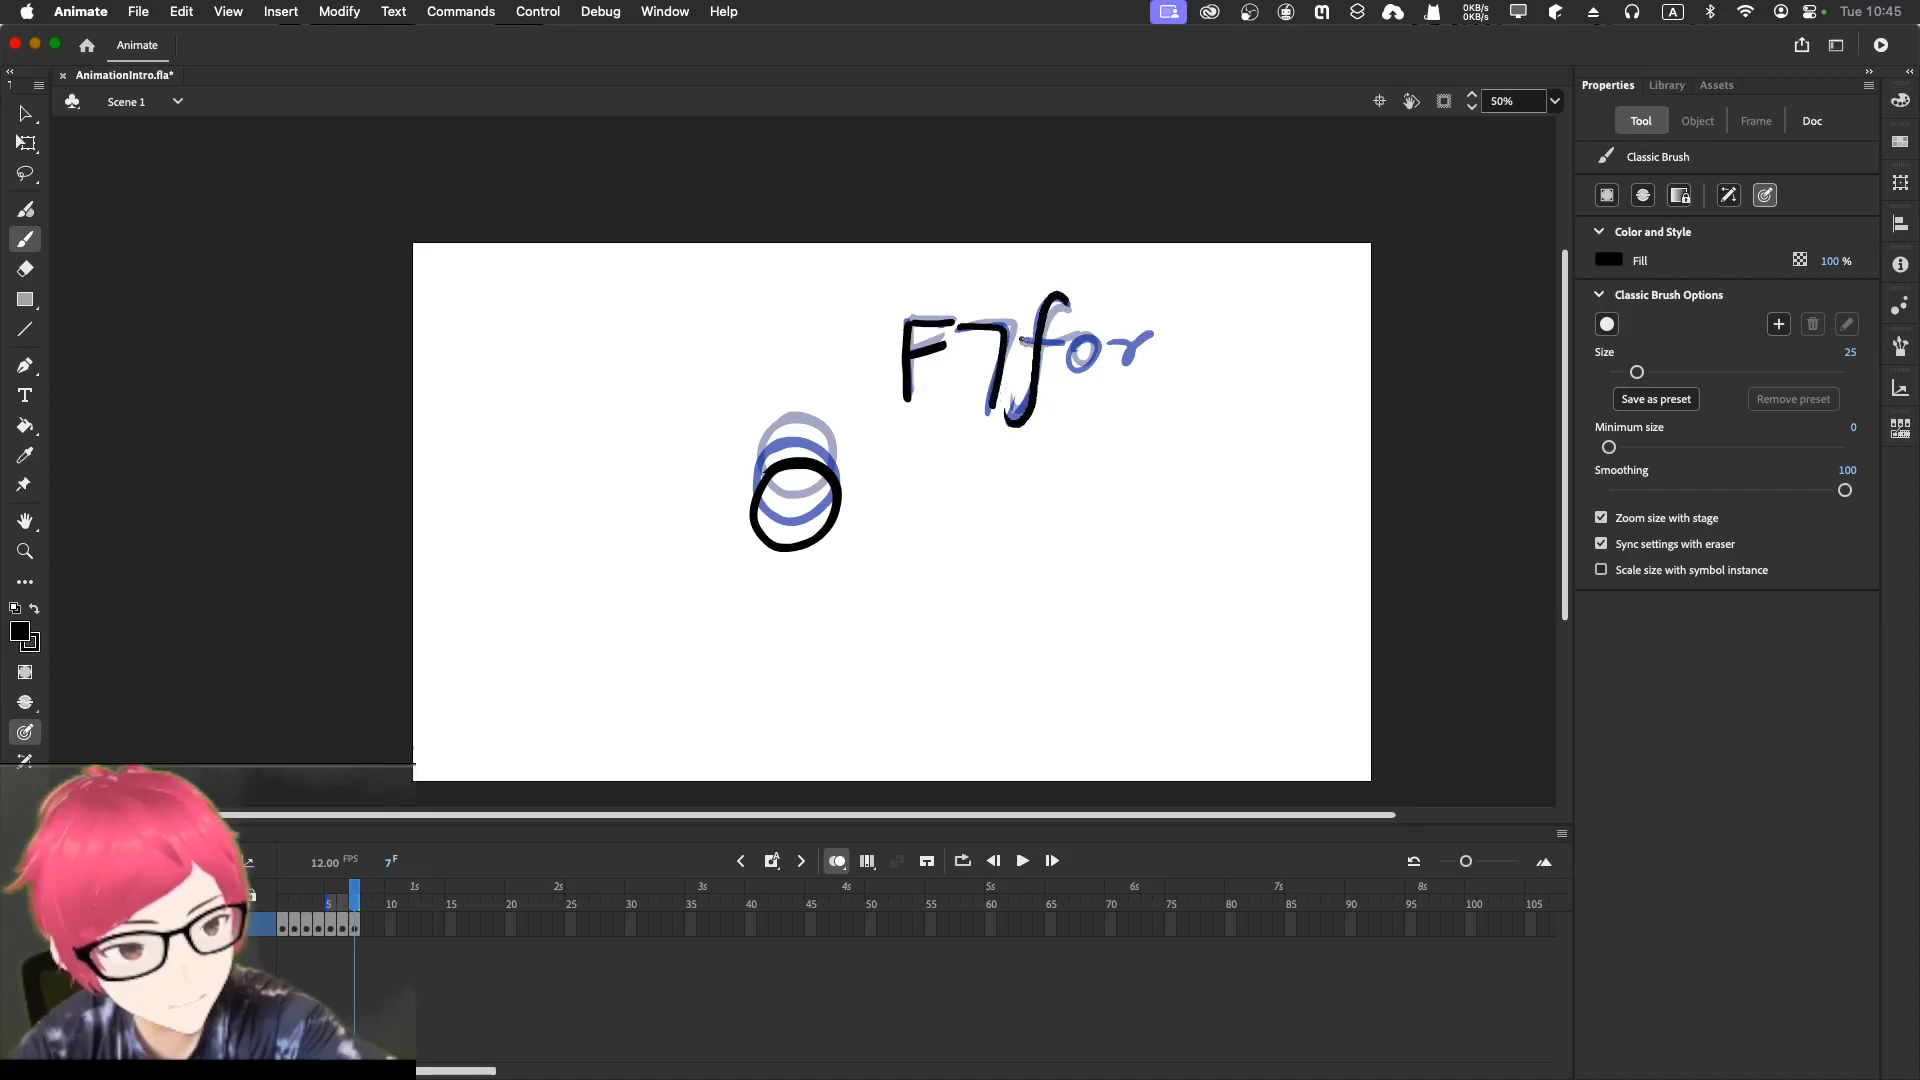 Animate File Edit View Insert Modify Text Commands Control Debug Window Help 0KB/s 0KB/s A Tue 10:45
Animate
AnimationIntro.fla*
Scene 1 50%
Properties Library Assets
Tool Object Frame Doc
Classic Brush
Color and Style
Fill 100 %
Classic Brush Options
Size 25
Save as preset Remove preset
Minimum size 0
Smoothing 100
Zoom size with stage
Sync settings with eraser
Scale size with symbol instance
F7 for
12.00 FPS 7 F
1s 2s 3s 4s 5s 6s 7s 8s
5 10 15 20 25 30 35 40 45 50 55 60 65 70 75 80 85 90 95 100 105